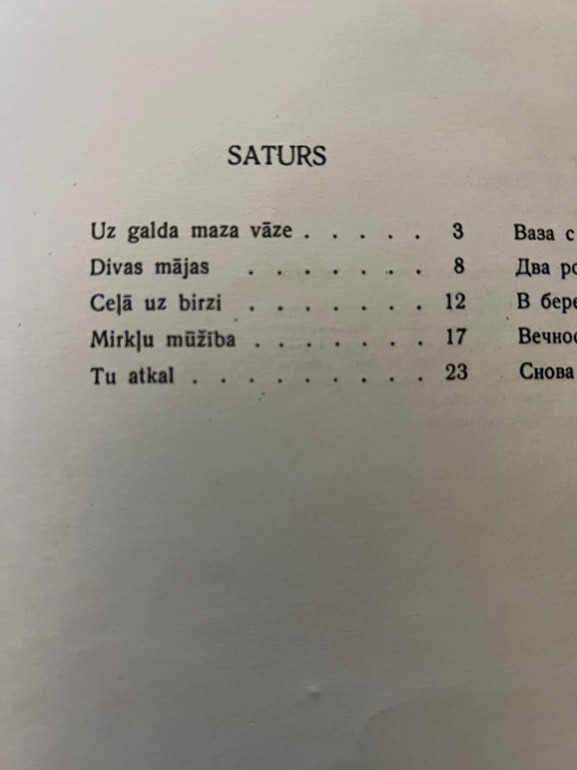 SATURS
Uz galda maza vāze . . . . . 3
Divas mājas . . . . . . . 8
Ceļā uz birzi . . . . . . . 12
Mirkļu mūžība . . . . . . . 17
Tu atkal . . . . . . . . . 23
Ваза с
Два
В
Снова